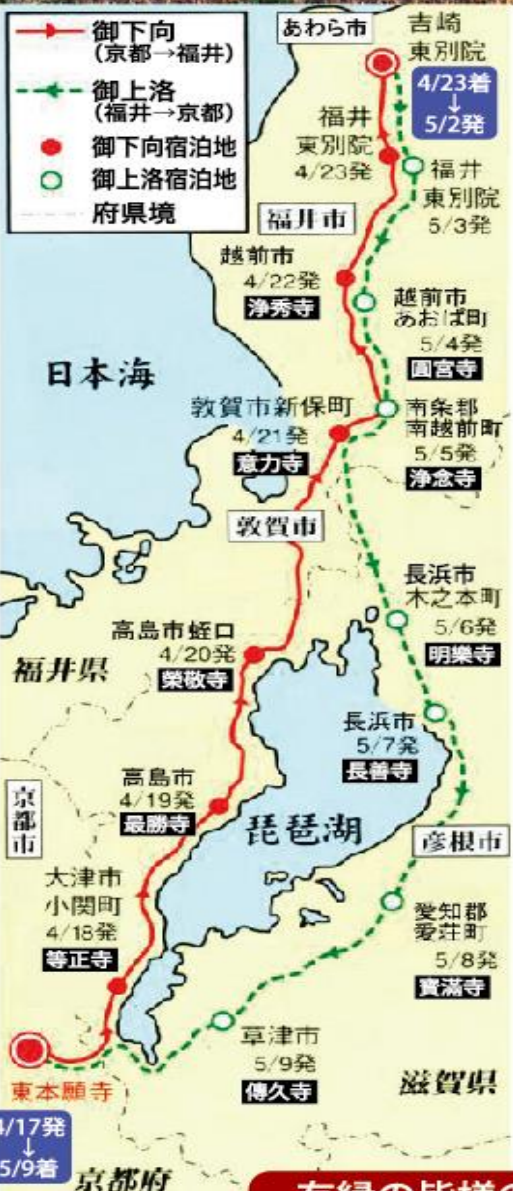 御下向
(京都→福井)
御上洛
(福井→京都)
御下向宿泊地
御上洛宿泊地
府県境
あわら市
吉崎
東別院
4/23着
↓
5/2発
福井
東別院
4/23発
福井
東別院
5/3発
福井市
越前市
4/22発
浄秀寺
越前市
あおば町
5/4発
圓宮寺
日本海
敦賀市新保町
4/21発
意力寺
南条郡
南越前町
5/5発
浄念寺
敦賀市
長浜市
木之本町
5/6発
明樂寺
高島市蛭口
4/20発
榮敬寺
福井県
長浜市
5/7発
長善寺
高島市
4/19発
最勝寺
京都市
琵琶湖
彦根市
大津市
小関町
4/18発
等正寺
愛知郡
愛荘町
5/8発
寳滿寺
草津市
5/9発
傳久寺
東本願寺
4/17発
↓
5/9着
滋賀県
京都府
有縁の皆様の